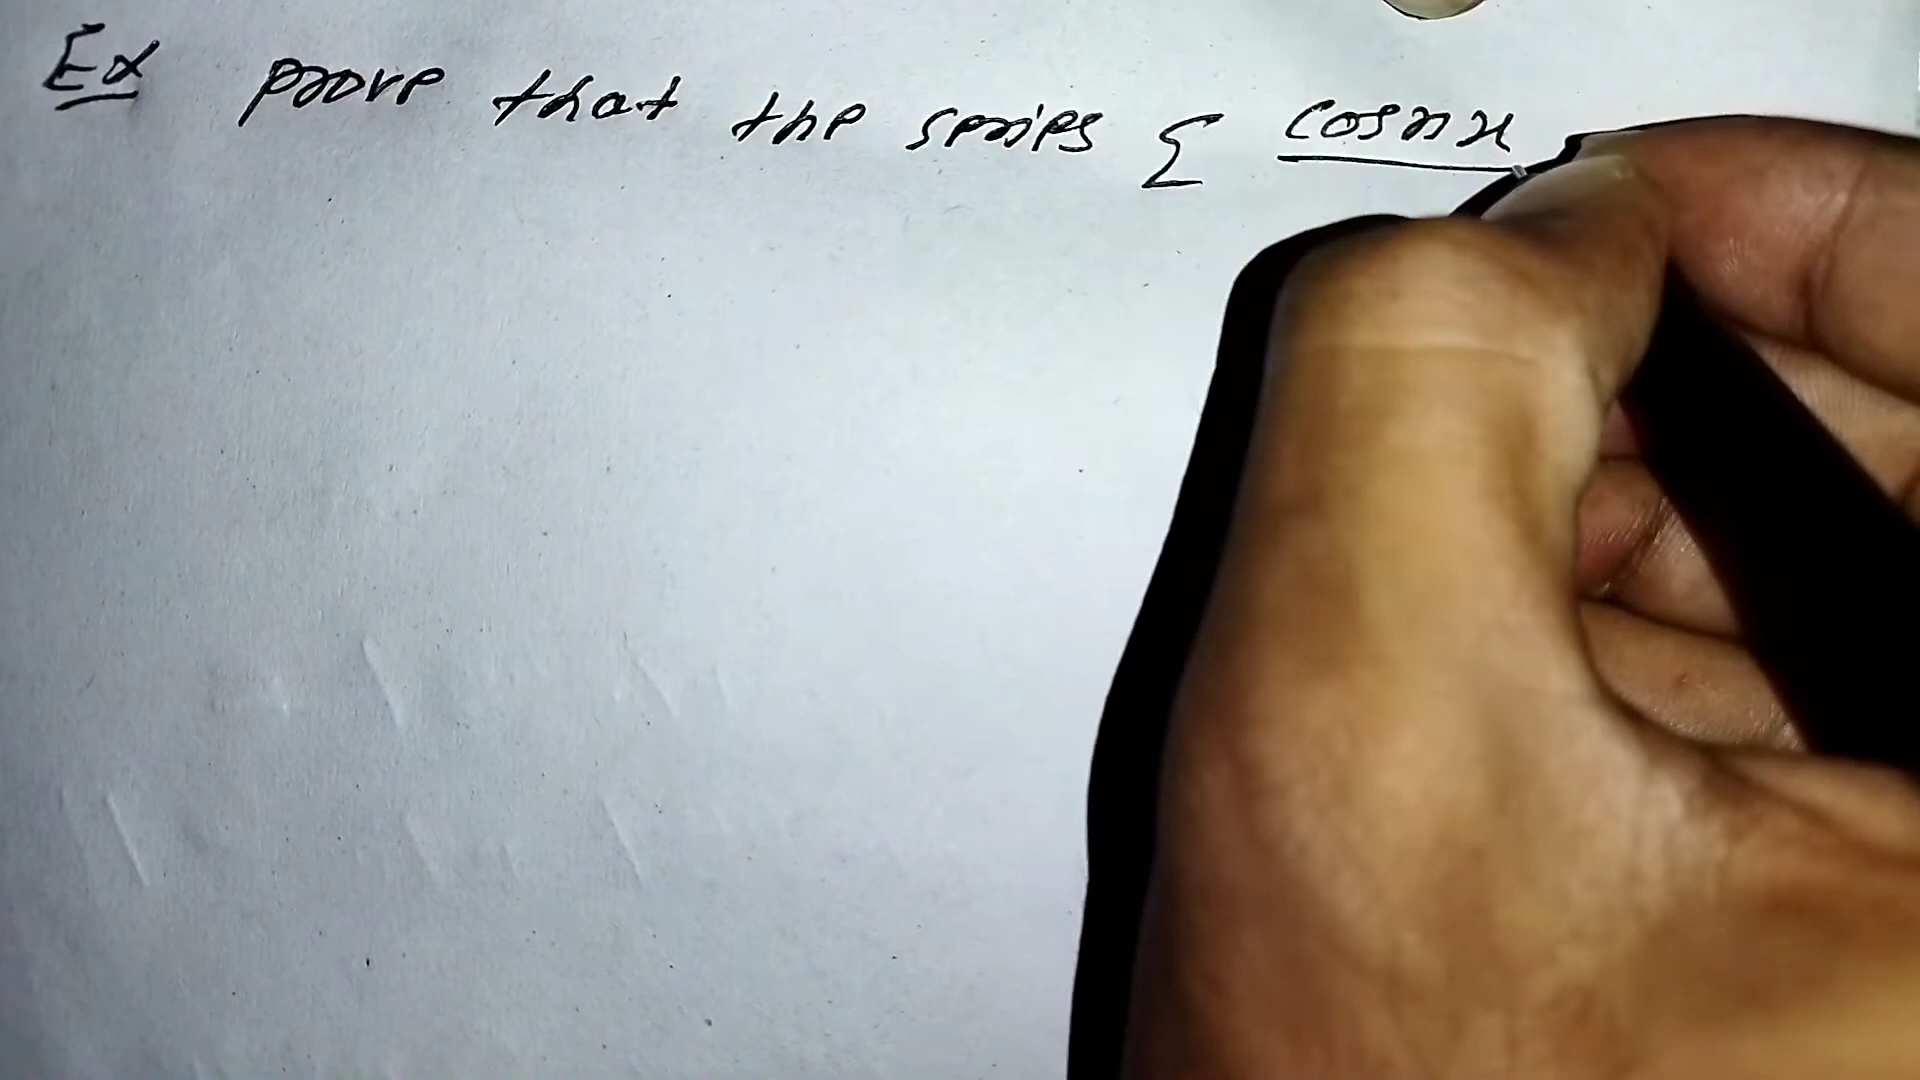 Ex prove that the series Σ cosnx